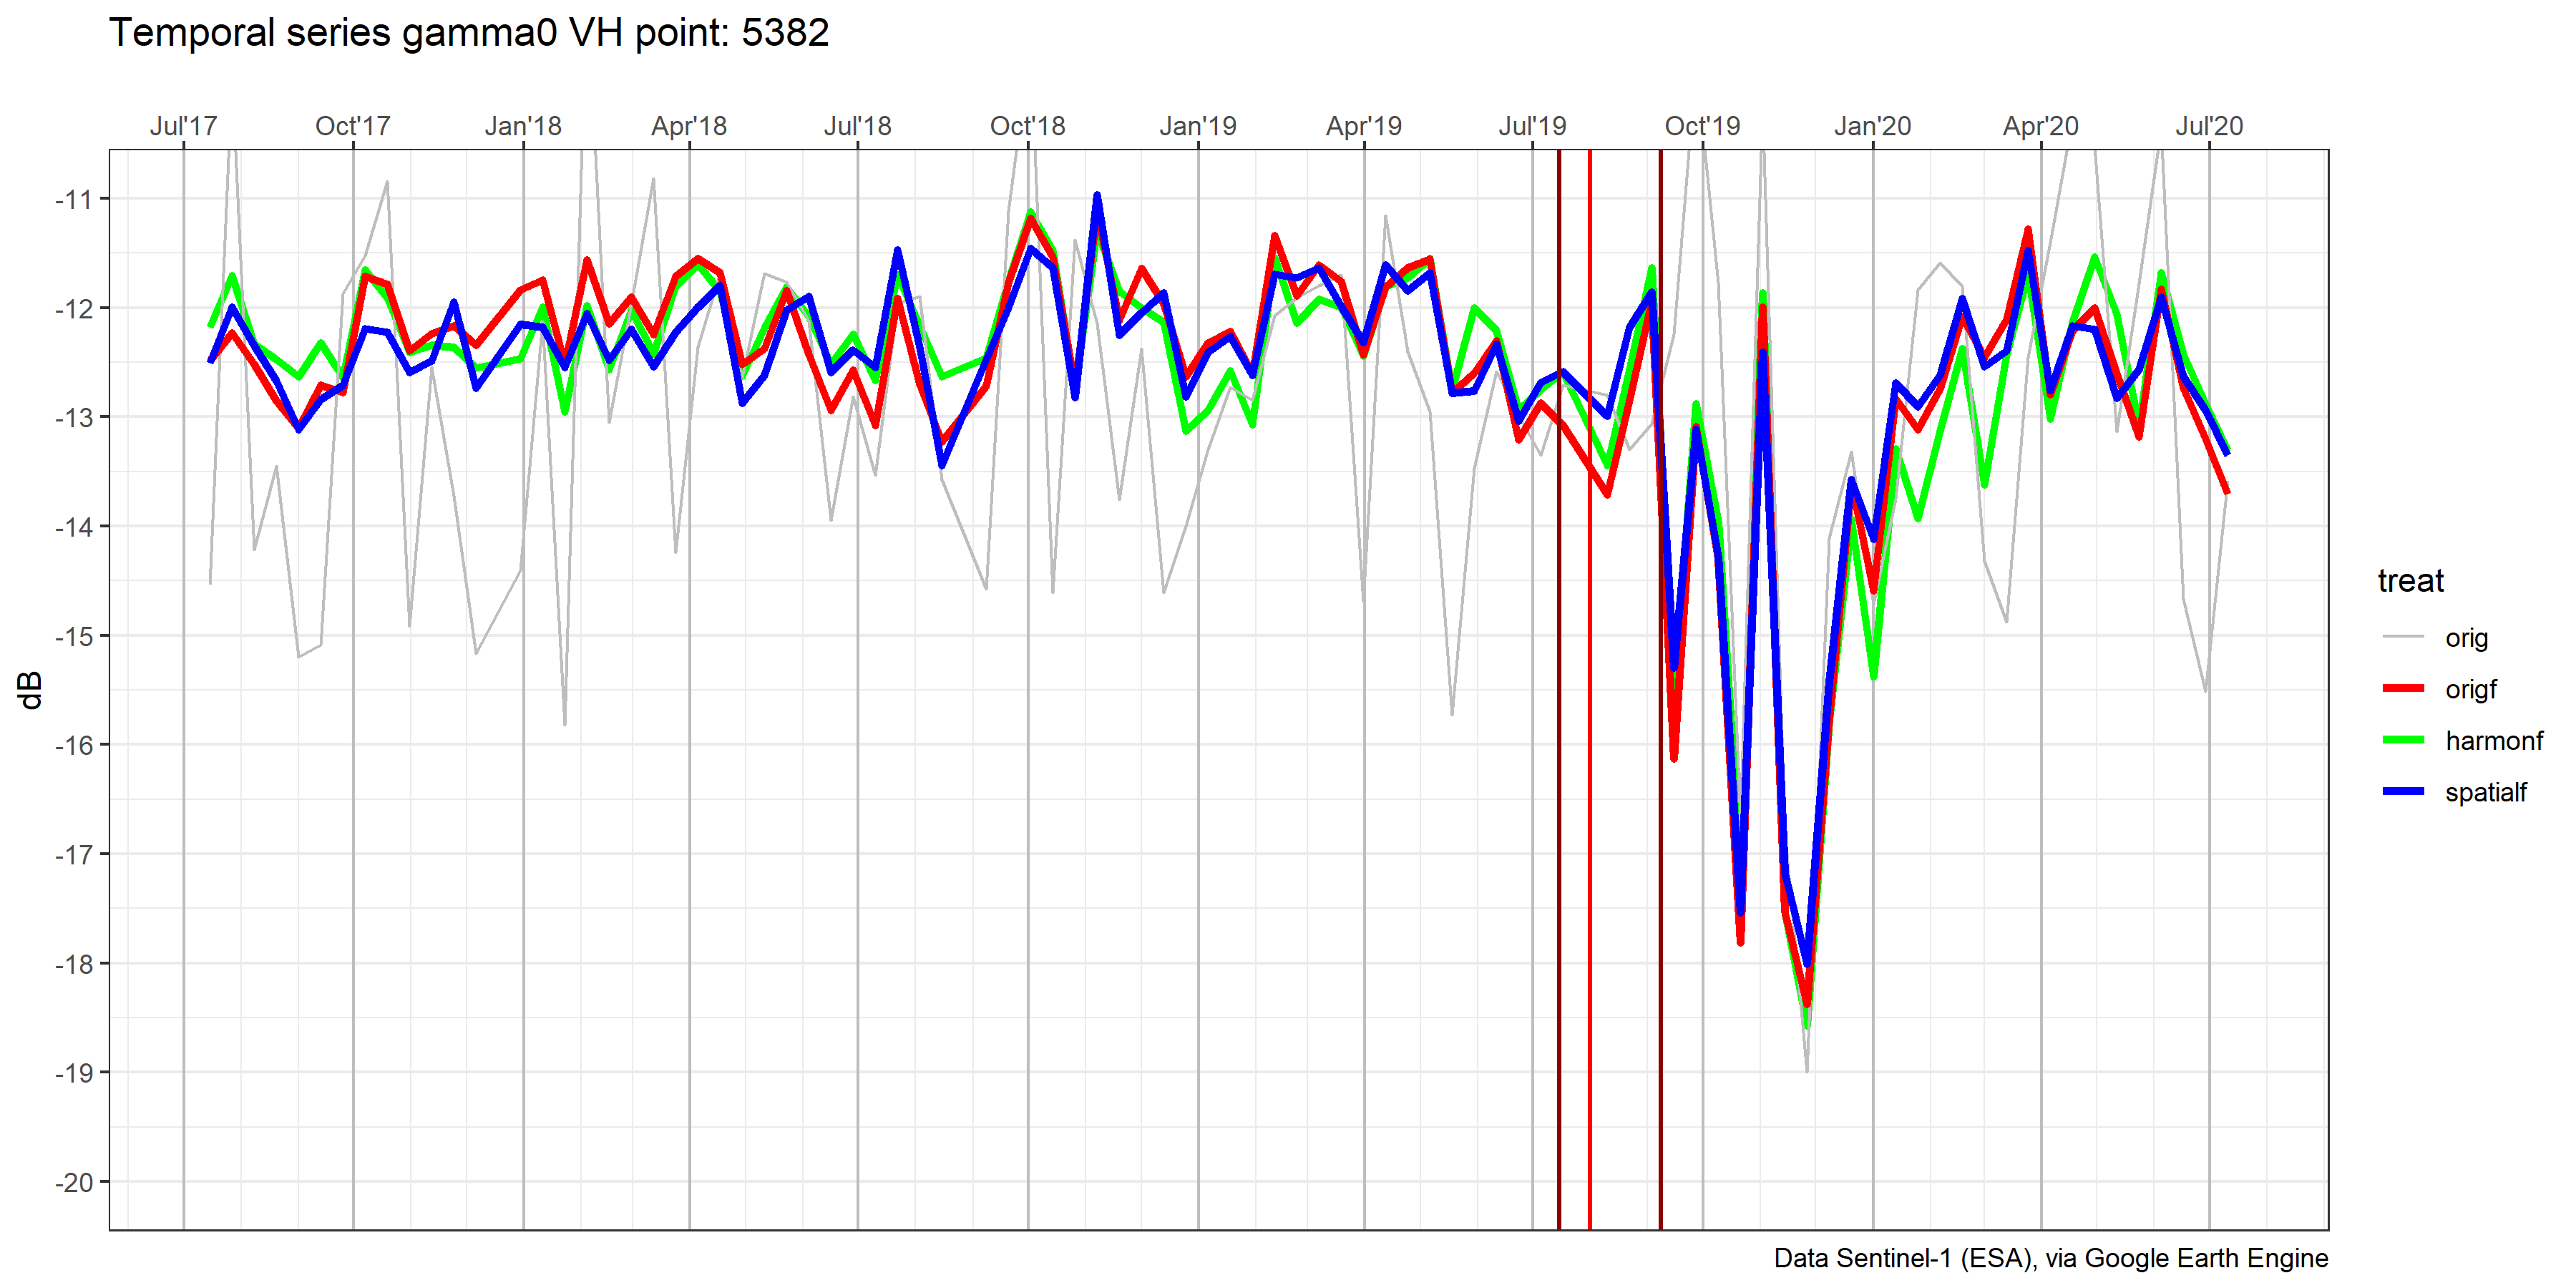 Temporal series gamma0 VH point: 5382
Jul'17 Oct'17 Jan'18 Apr'18 Jul'18 Oct'18 Jan'19 Apr'19 Jul'19 Oct'19 Jan'20 Apr'20 Jul'20
-11
-12
-13
-14
-15
-16
-17
-18
-19
-20
dB
treat
orig
origf
harmonf
spatialf
Data Sentinel-1 (ESA), via Google Earth Engine